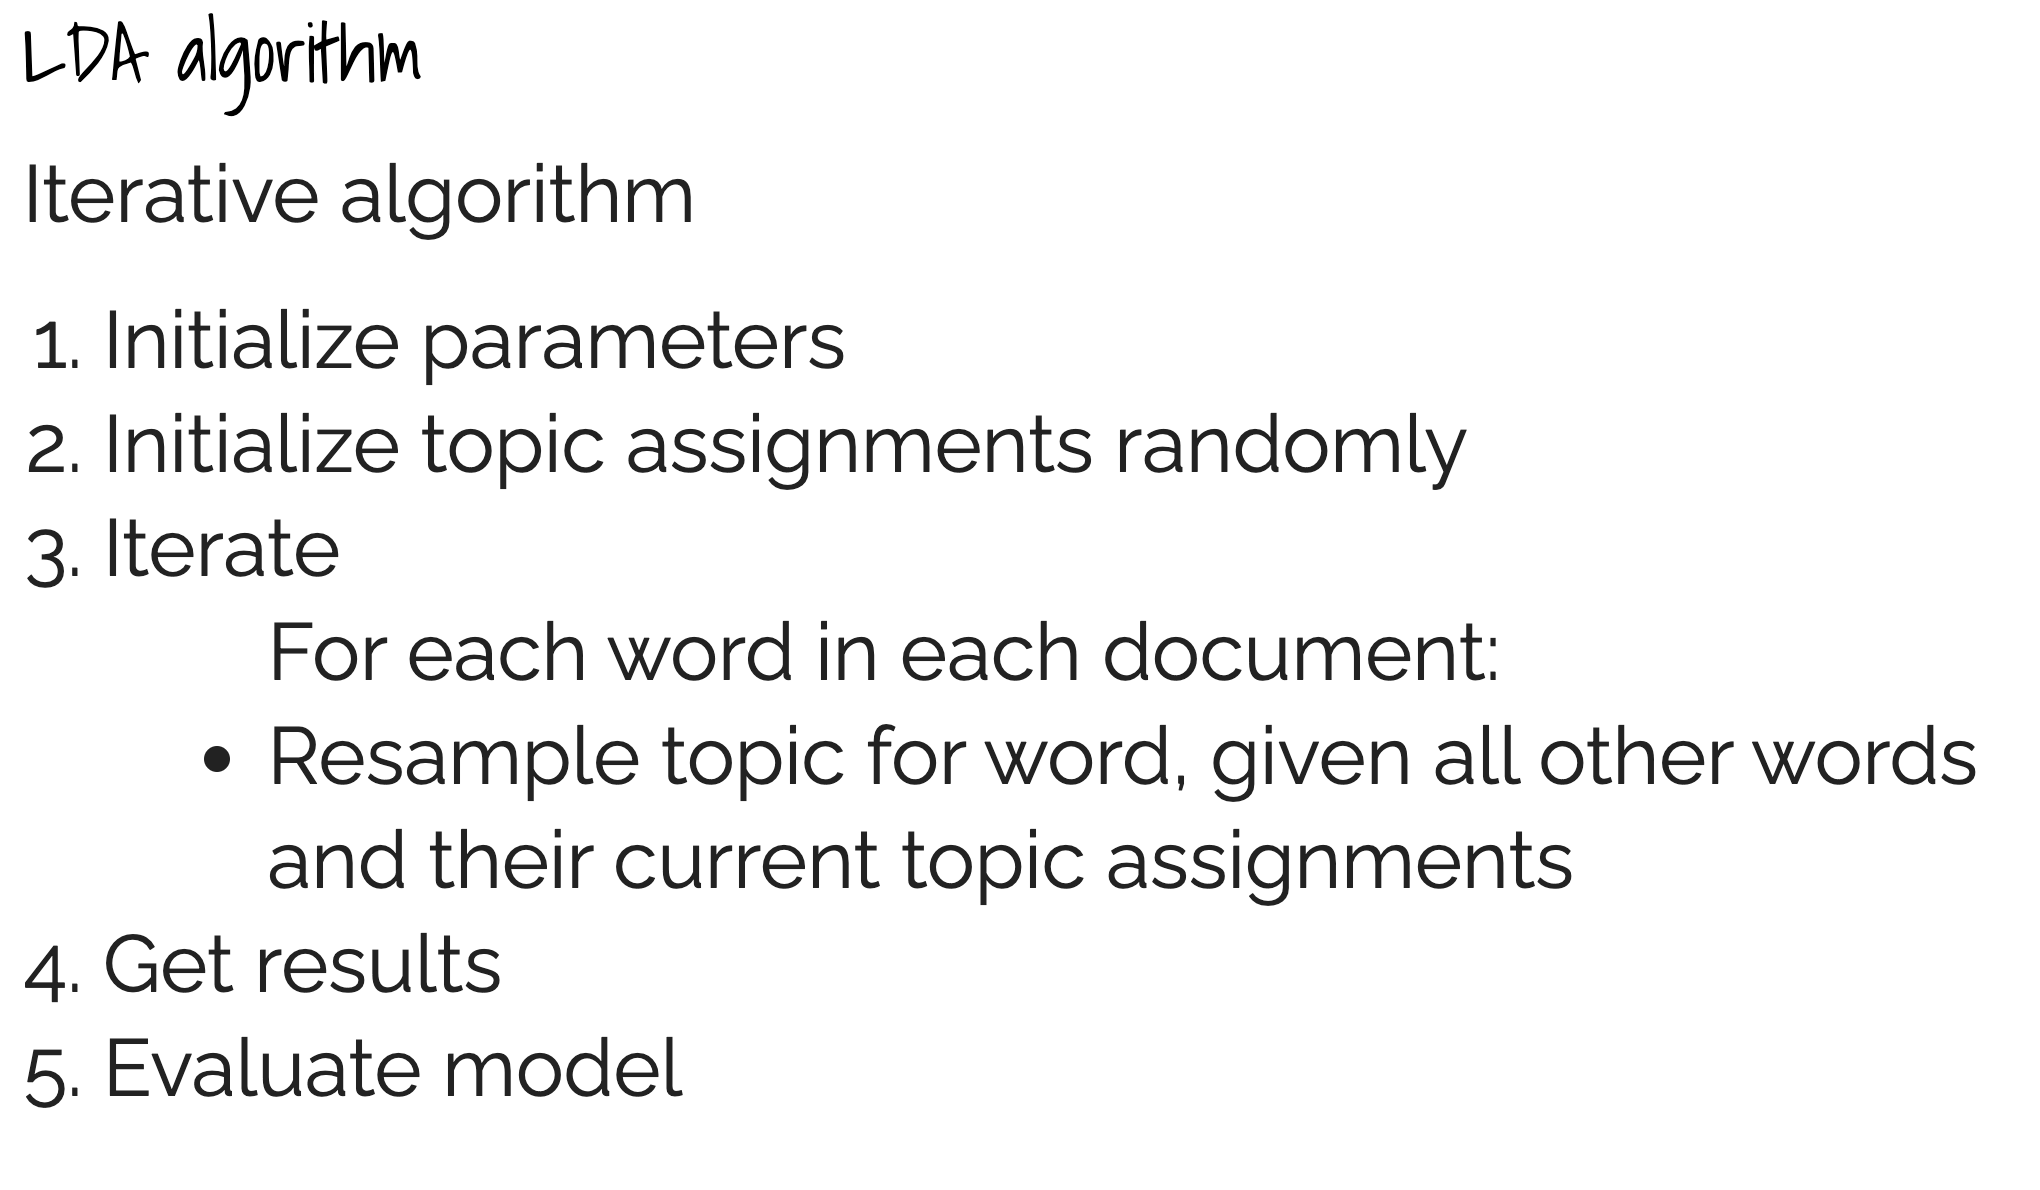 LDA algorithm
Iterative algorithm
1. Initialize parameters
2. Initialize topic assignments randomly
3. Iterate
For each word in each document:
• Resample topic for word, given all other words
and their current topic assignments
4. Get results
5. Evaluate model